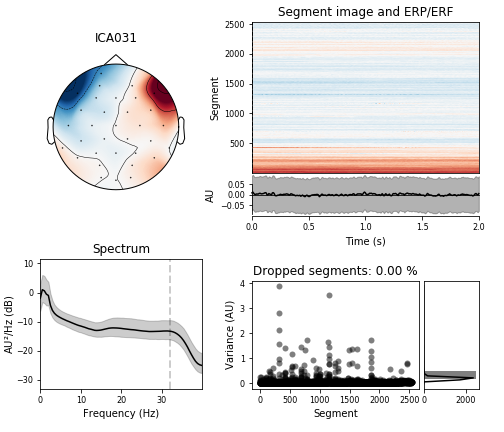 ICA031
Segment image and ERP/ERF
2500
2000
1500
1000
500
Segment
0.05
0.00
−0.05
AU
0.0 0.5 1.0 1.5 2.0
Time (s)
Spectrum
10
0
−10
−20
−30
AU²/Hz (dB)
0 10 20 30
Frequency (Hz)
Dropped segments: 0.00 %
4
3
2
1
0
Variance (AU)
0 500 1000 1500 2000 2500
Segment
0 2000